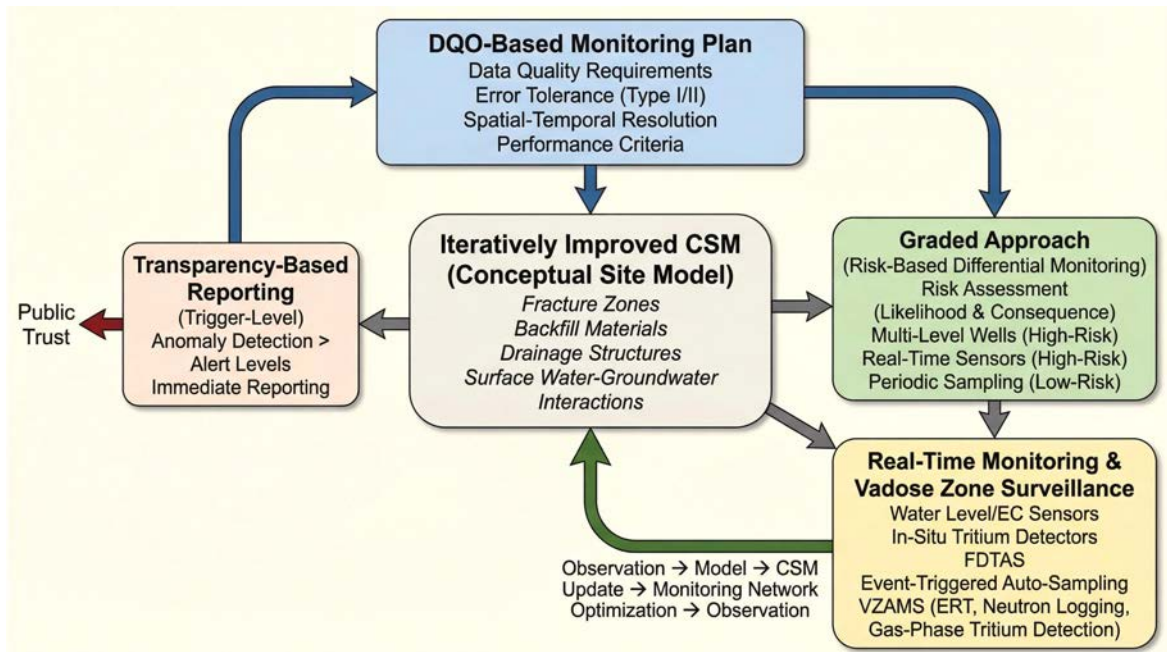 DQO-Based Monitoring Plan
Data Quality Requirements
Error Tolerance (Type I/II)
Spatial-Temporal Resolution
Performance Criteria
Iteratively Improved CSM
(Conceptual Site Model)
Fracture Zones
Backfill Materials
Drainage Structures
Surface Water-Groundwater
Interactions
Graded Approach
(Risk-Based Differential Monitoring)
Risk Assessment
(Likelihood & Consequence)
Multi-Level Wells (High-Risk)
Real-Time Sensors (High-Risk)
Periodic Sampling (Low-Risk)
Transparency-Based
Reporting
(Trigger-Level)
Anomaly Detection >
Alert Levels
Immediate Reporting
Public
Trust
Real-Time Monitoring &
Vadose Zone Surveillance
Water Level/EC Sensors
In-Situ Tritium Detectors
FDTAS
Event-Triggered Auto-Sampling
VZAMS (ERT, Neutron Logging,
Gas-Phase Tritium Detection)
Observation → Model → CSM
Update → Monitoring Network
Optimization → Observation